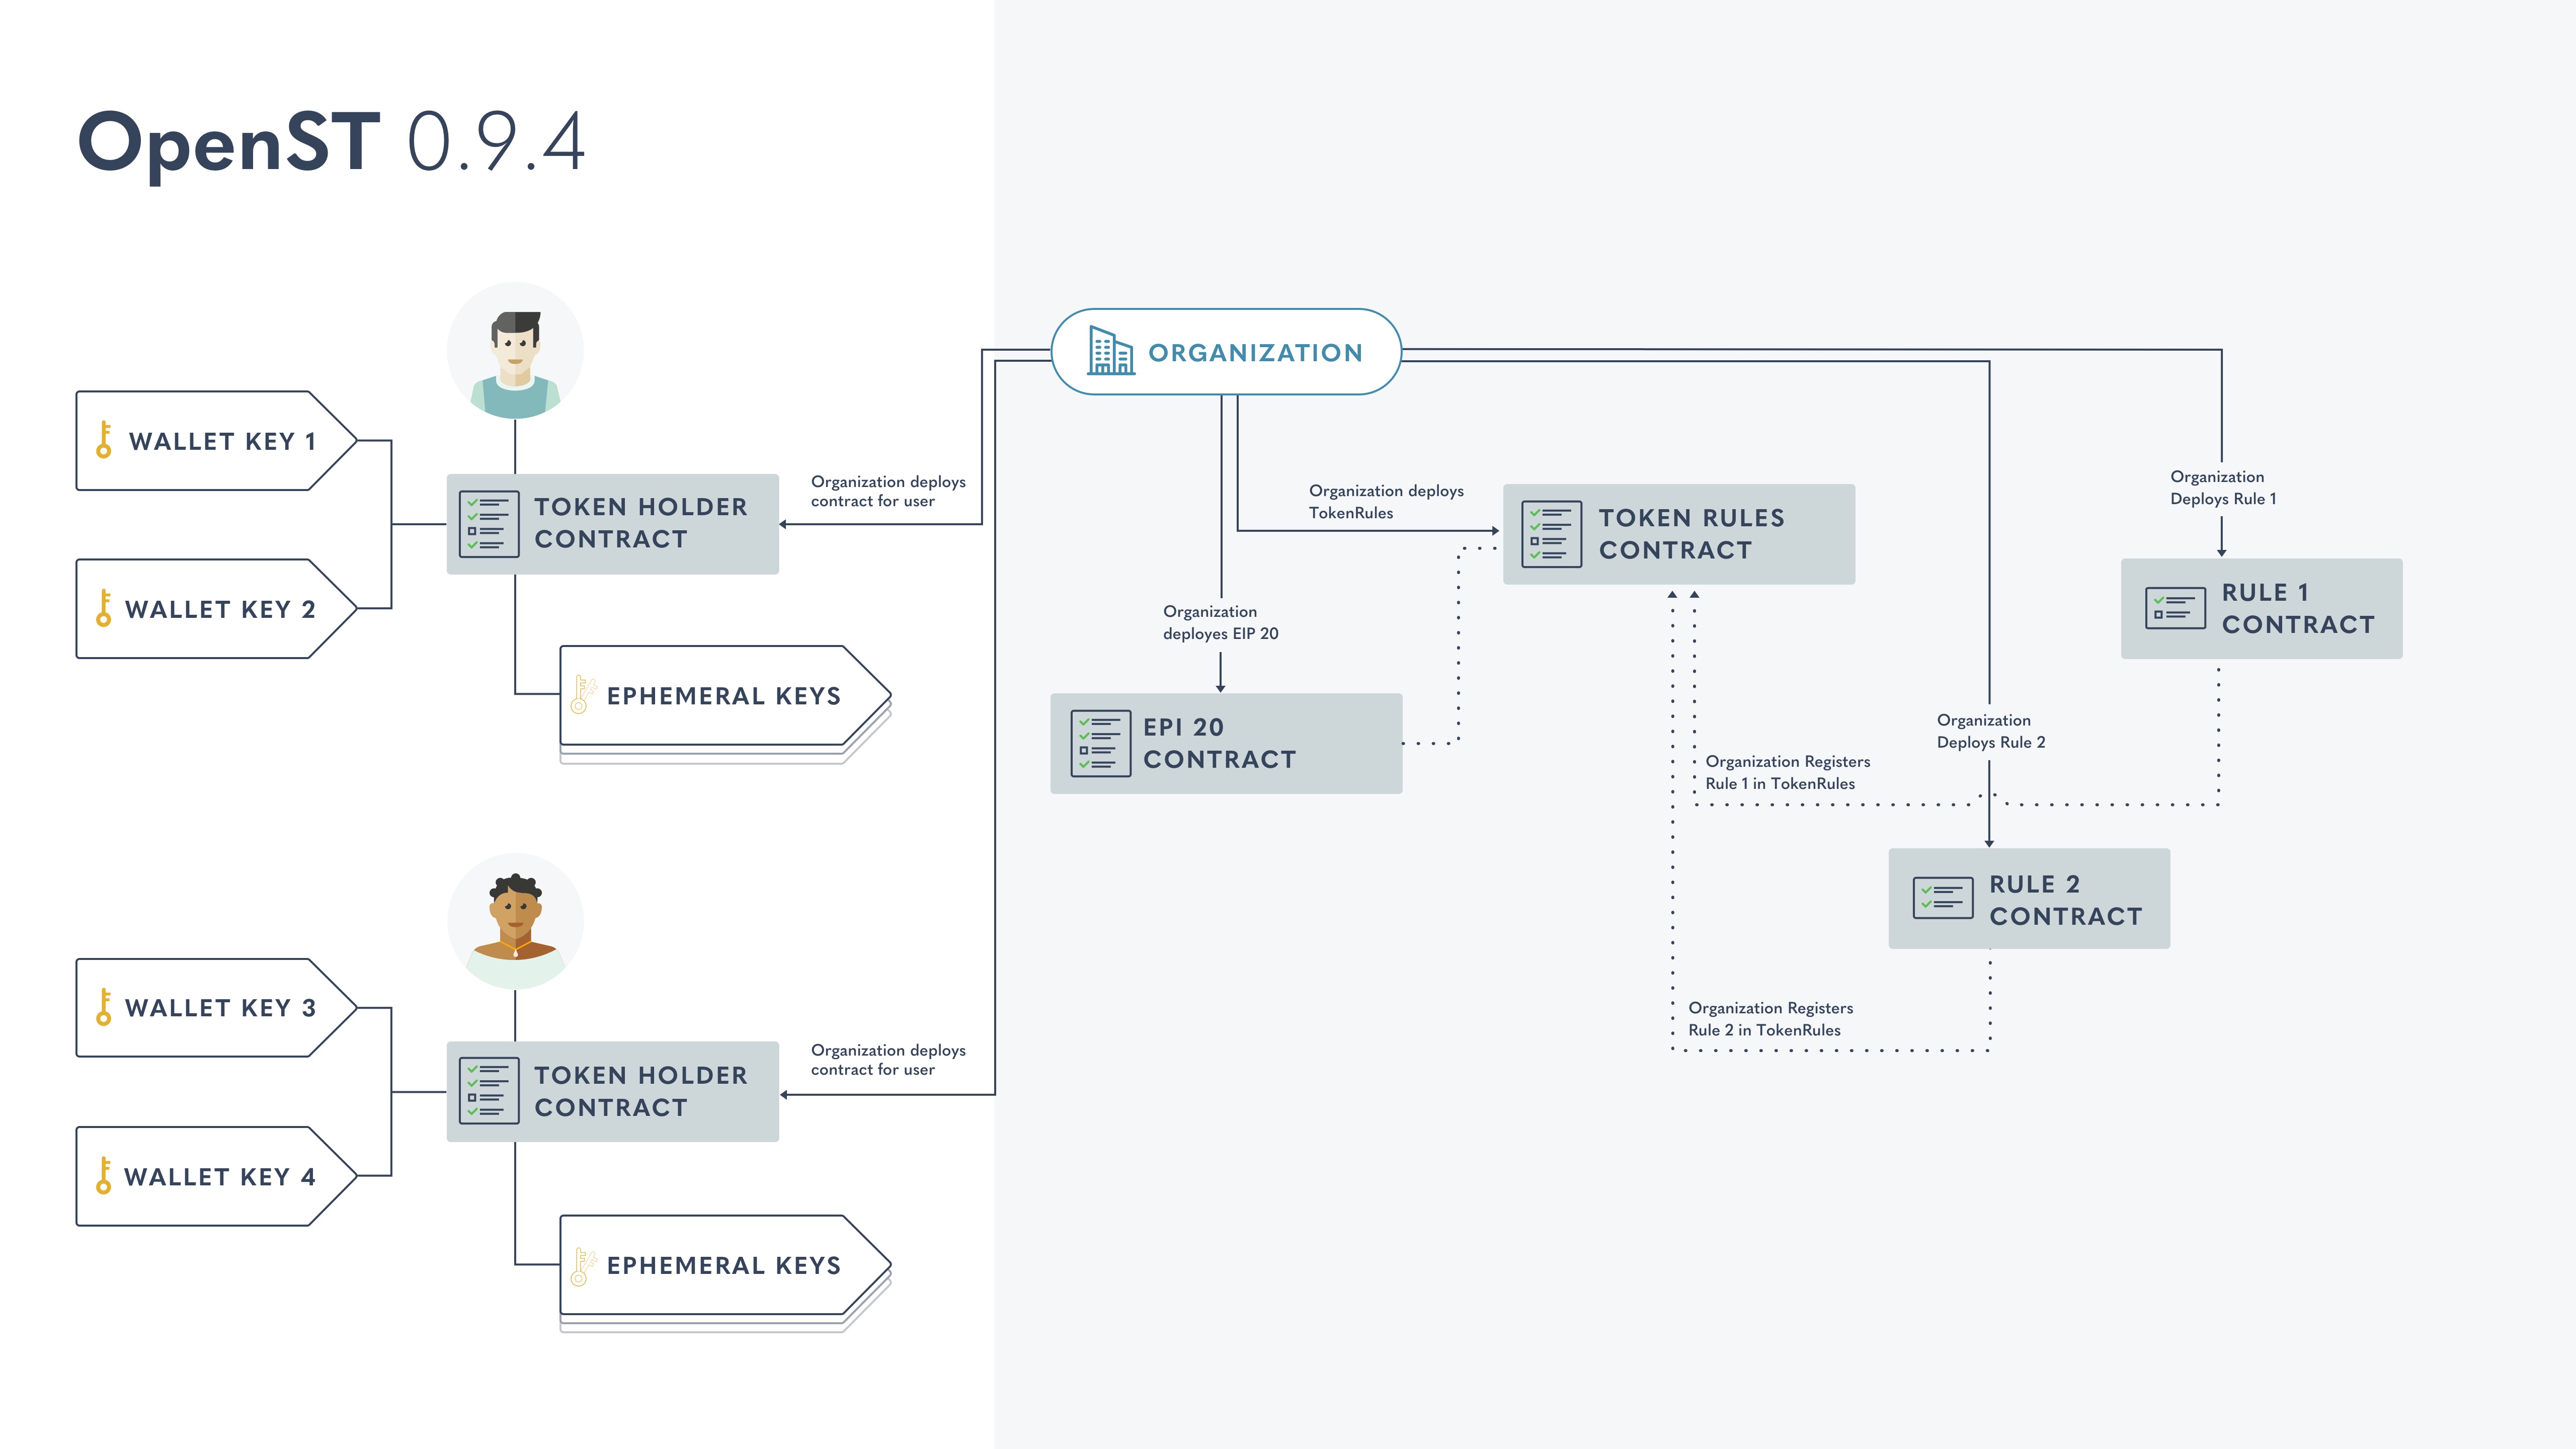 OpenST 0.9.4
WALLET KEY 1
WALLET KEY 2
TOKEN HOLDER
CONTRACT
Organization deploys
contract for user
EPHEMERAL KEYS
WALLET KEY 3
WALLET KEY 4
TOKEN HOLDER
CONTRACT
Organization deploys
contract for user
EPHEMERAL KEYS
ORGANIZATION
Organization deploys
TokenRules
TOKEN RULES
CONTRACT
Organization
deployes EIP 20
EPI 20
CONTRACT
Organization
Deploys Rule 1
RULE 1
CONTRACT
Organization Registers
Rule 1 in TokenRules
Organization
Deploys Rule 2
RULE 2
CONTRACT
Organization Registers
Rule 2 in TokenRules